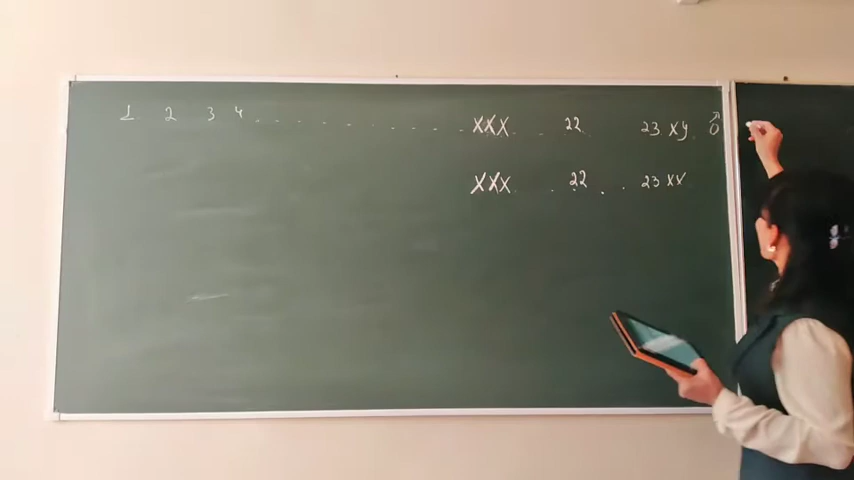 1 2 3 4 . . . . . . . . . XXX . . 22 23 XY ♂
XXX . . 22 . . 23 XX